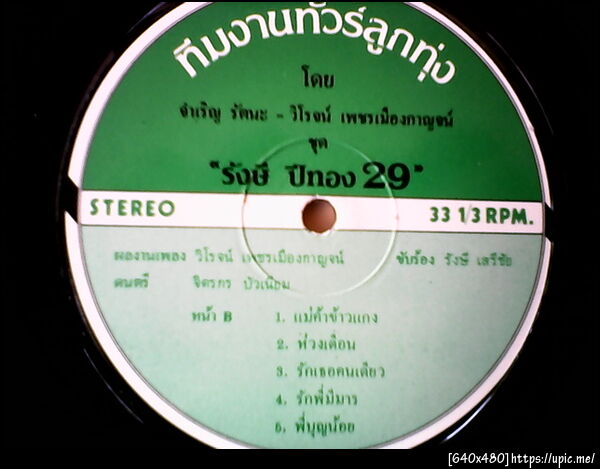 ทีมงานทัวร์ลูกทุ่ง
โดย
จำเริญ รัตนะ - วิโรจน์ เพชรเมืองกาญจน์
ชุด
"รังษี ปีทอง 29"
STEREO 33 1/3 RPM.
ผลงานเพลง วิโรจน์ เพชรเมืองกาญจน์ ขับร้อง รังษี เสรีชัย
ดนตรี จิตรกร บัวเนียม
หน้า B 1. แม่ค้าข้าวแกง
2. ห่วงเดือน
3. รักเธอคนเดียว
4. รักพี่มีมาร
5. พี่บุญน้อย
[640x480]https://upic.me/